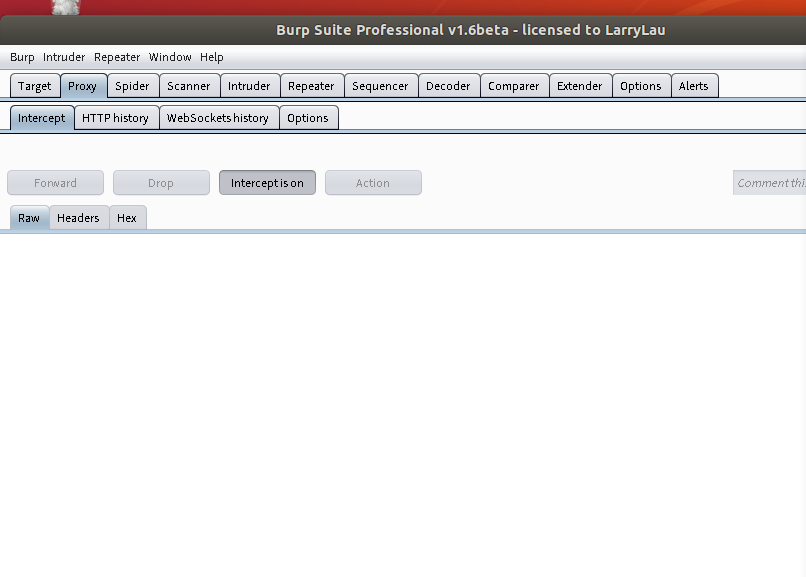 Burp Suite Professional v1.6beta - licensed to LarryLau
Burp Intruder Repeater Window Help
Target Proxy Spider Scanner Intruder Repeater Sequencer Decoder Comparer Extender Options Alerts
Intercept HTTP history WebSockets history Options
Forward Drop Intercept is on Action Comment thi
Raw Headers Hex